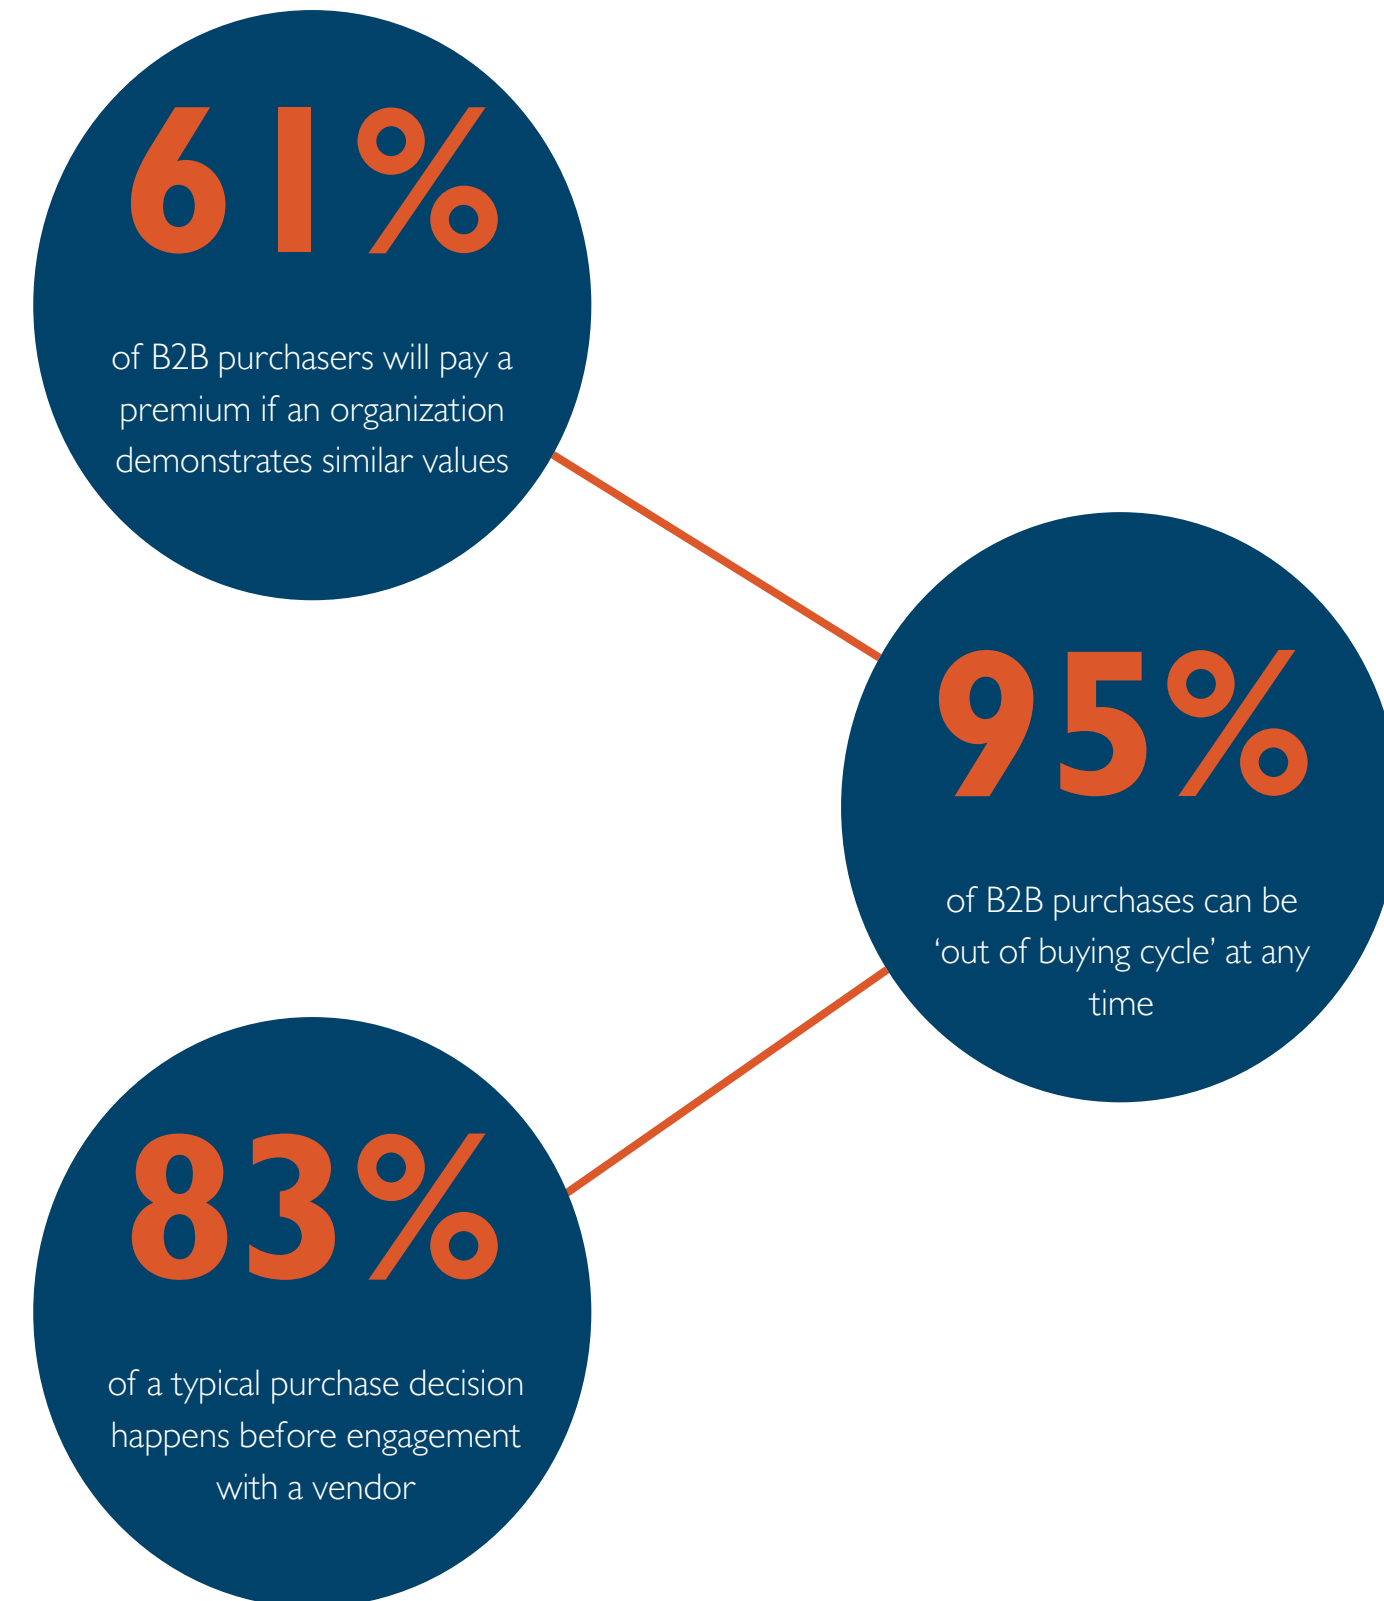 61%
of B2B purchasers will pay a
premium if an organization
demonstrates similar values
95%
of B2B purchases can be
‘out of buying cycle’ at any
time
83%
of a typical purchase decision
happens before engagement
with a vendor